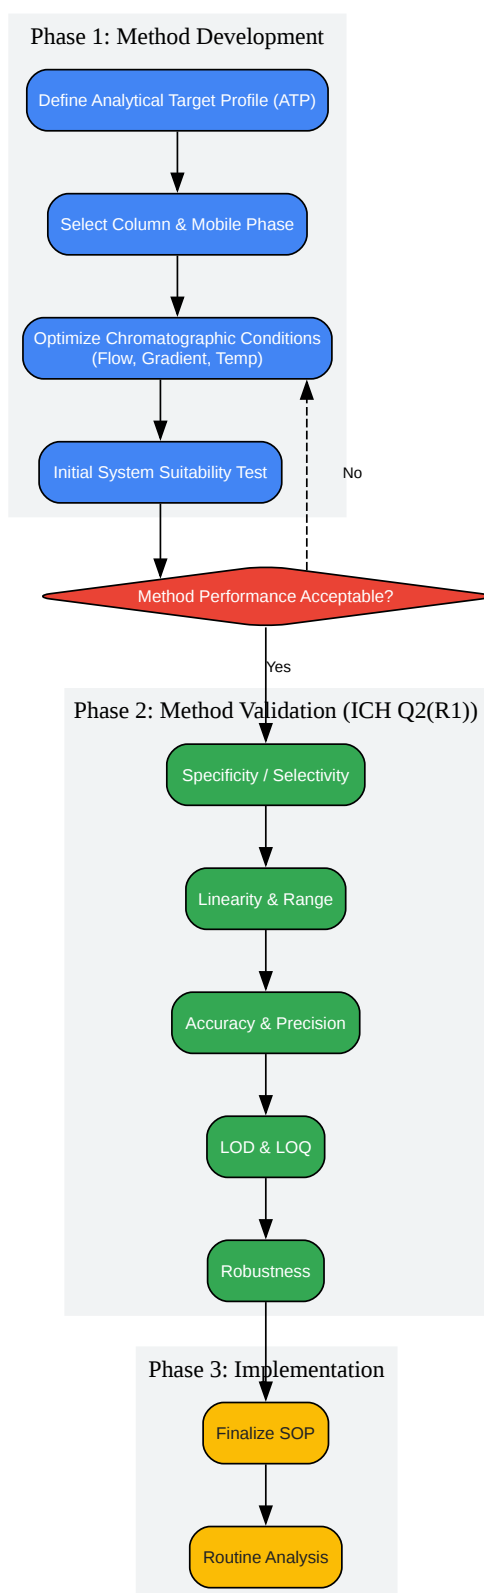 Phase 1: Method Development
Define Analytical Target Profile (ATP)
Select Column & Mobile Phase
Optimize Chromatographic Conditions
(Flow, Gradient, Temp)
Initial System Suitability Test
No
Method Performance Acceptable?
Yes
Phase 2: Method Validation (ICH Q2(R1))
Specificity / Selectivity
Linearity & Range
Accuracy & Precision
LOD & LOQ
Robustness
Phase 3: Implementation
Finalize SOP
Routine Analysis